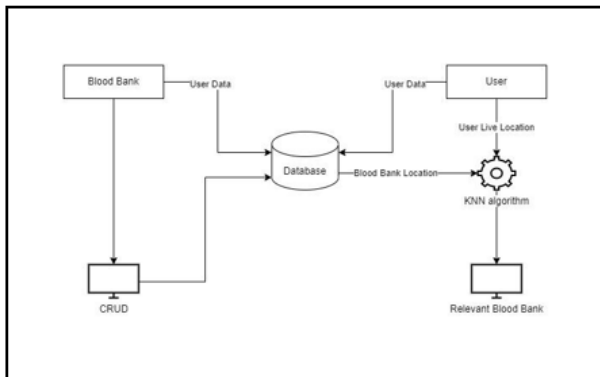 Blood Bank
User Data
User Data
User
User Live Location
Database
Blood Bank Location
KNN algorithm
CRUD
Relevant Blood Bank